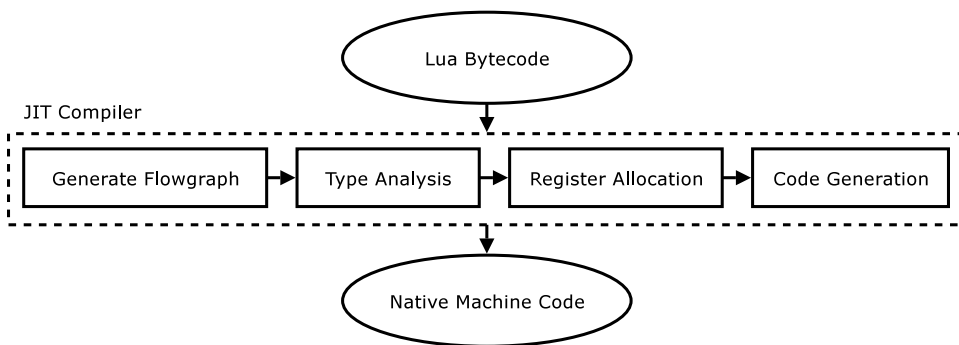 Lua Bytecode
JIT Compiler
Generate Flowgraph
Type Analysis
Register Allocation
Code Generation
Native Machine Code